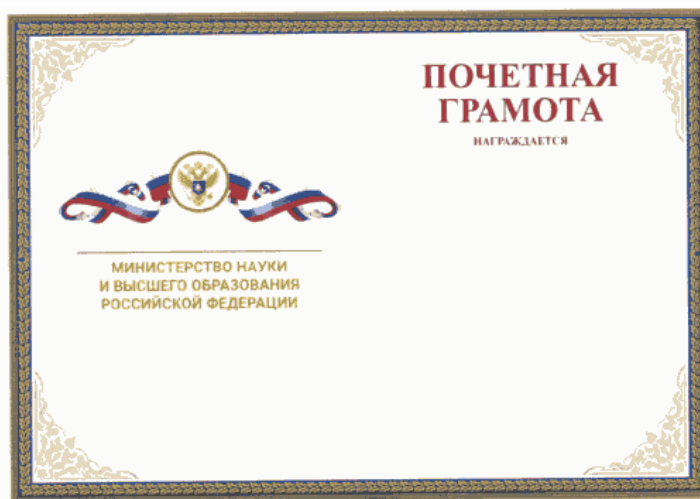 ПОЧЕТНАЯ
ГРАМОТА
НАГРАЖДАЕТСЯ
МИНИСТЕРСТВО НАУКИ
И ВЫСШЕГО ОБРАЗОВАНИЯ
РОССИЙСКОЙ ФЕДЕРАЦИИ